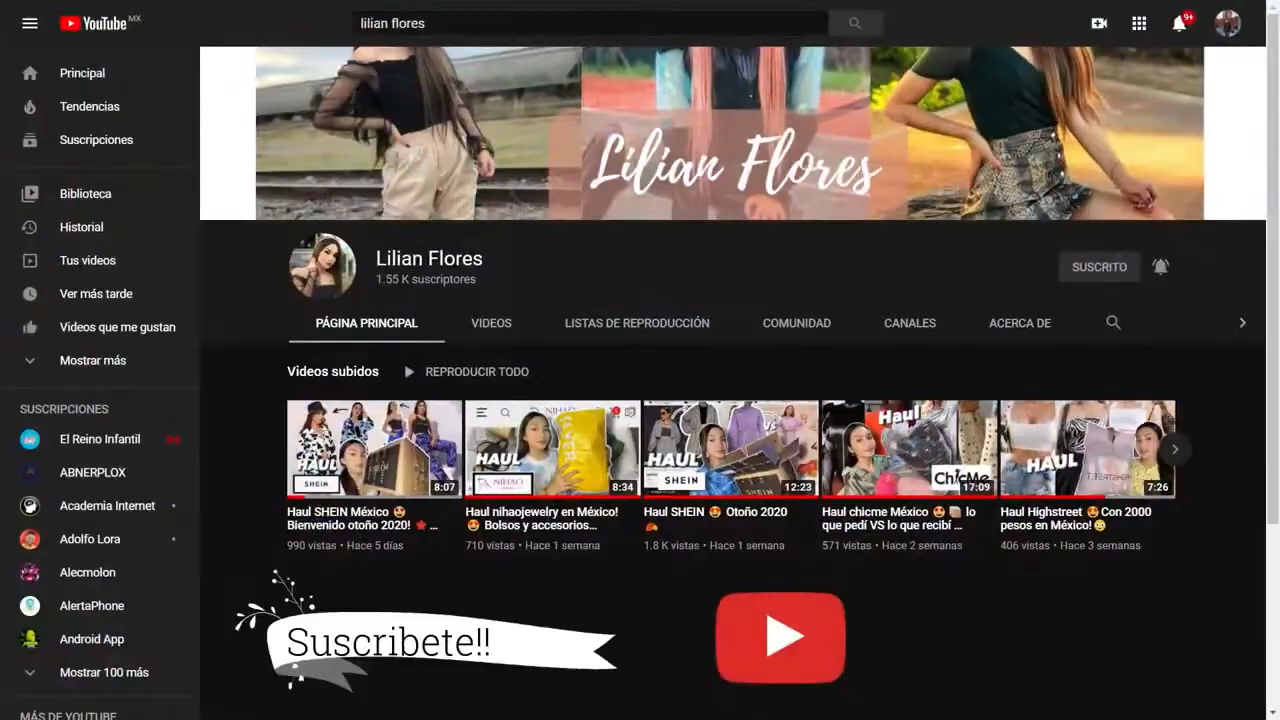 YouTube MX
lilian flores
9+
Principal
Tendencias
Suscripciones
Biblioteca
Historial
Tus videos
Ver más tarde
Videos que me gustan
Mostrar más
SUSCRIPCIONES
El Reino Infantil
ABNERPLOX
Academia Internet
Adolfo Lora
Alecmolon
AlertaPhone
Android App
Mostrar 100 más
MÁS DE YOUTUBE
Lilian Flores
Lilian Flores
1.55 K suscriptores
SUSCRITO
PÁGINA PRINCIPAL
VIDEOS
LISTAS DE REPRODUCCIÓN
COMUNIDAD
CANALES
ACERCA DE
Videos subidos
REPRODUCIR TODO
HAUL
SHEIN
8:07
Haul SHEIN México 🤩
Bienvenido otoño 2020! 🍁 ...
990 vistas • Hace 5 días
HAUL
NIHAO
8:34
Haul nihaojewelry en México!
🤩 Bolsos y accesorios...
710 vistas • Hace 1 semana
VS
HAUL
SHEIN
12:23
Haul SHEIN 🤩 Otoño 2020
🍂
1.8 K vistas • Hace 1 semana
Haul
ChicMe
17:09
Haul chicme México 🤩🛍 lo
que pedí VS lo que recibí ...
571 vistas • Hace 2 semanas
HAUL
7:26
Haul Highstreet 🤩Con 2000
pesos en México!😳
406 vistas • Hace 3 semanas
Suscribete!!